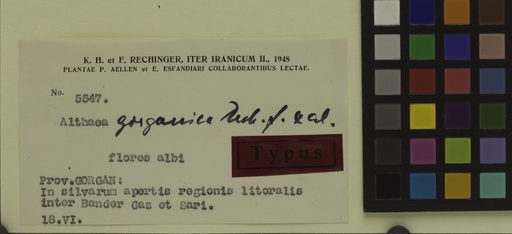 K. H. et F. RECHINGER, ITER IRANICUM II., 1948
PLANTAE P. AELLEN et E. ESFANDIARI COLLABORANTIBUS LECTAE.
No. 5547.
Althaea gorganica Rech. f. & al.
flores albi
Typus
Prov.GORGAN:
In silvarum apertis regionis litoralis
inter Bander Gaz et Sari.
18.VI.